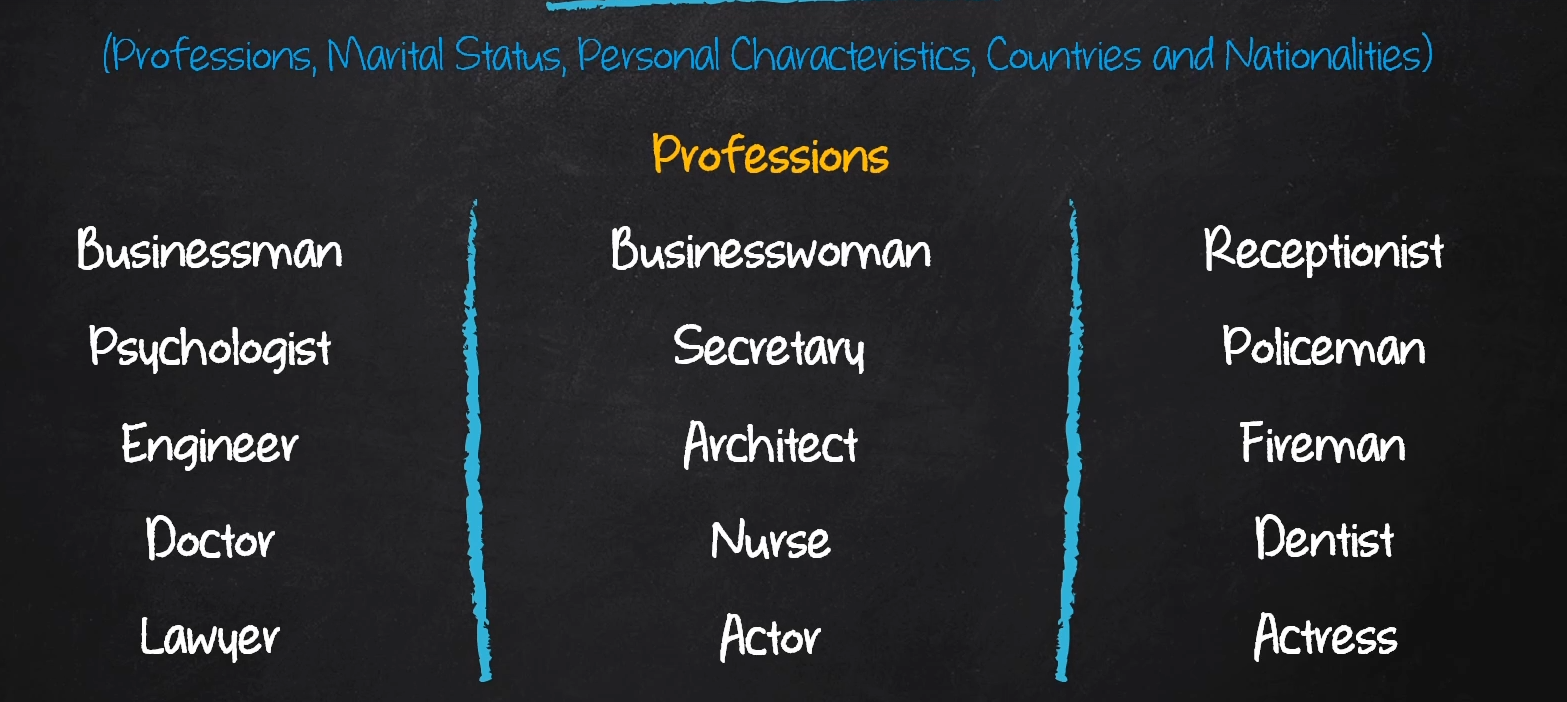 (Professions, Marital Status, Personal Characteristics, Countries and Nationalities)
Professions
Businessman
Psychologist
Engineer
Doctor
Lawyer
Businesswoman
Secretary
Architect
Nurse
Actor
Receptionist
Policeman
Fireman
Dentist
Actress